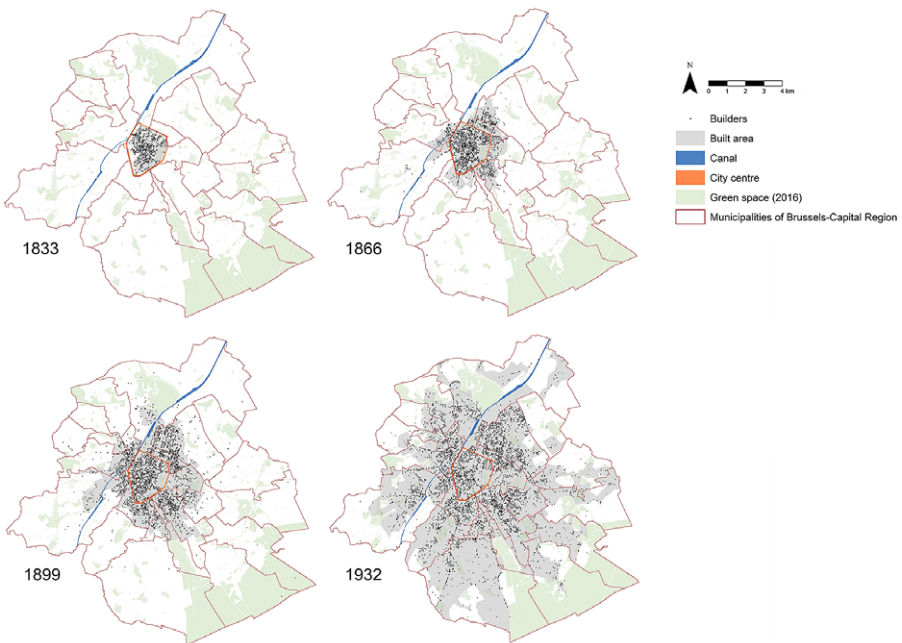 N
0 1 2 3 4 km
Builders
Built area
Canal
City centre
Green space (2016)
Municipalities of Brussels-Capital Region
1833
1866
1899
1932